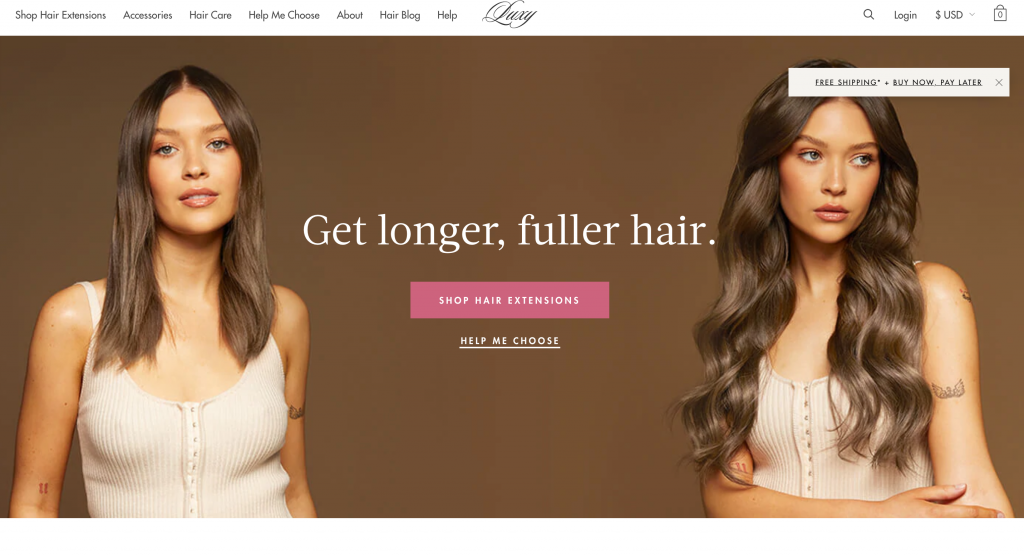 Shop Hair Extensions Accessories Hair Care Help Me Choose About Hair Blog Help Luxy Login $ USD 0
FREE SHIPPING* + BUY NOW, PAY LATER
Get longer, fuller hair.
SHOP HAIR EXTENSIONS
HELP ME CHOOSE